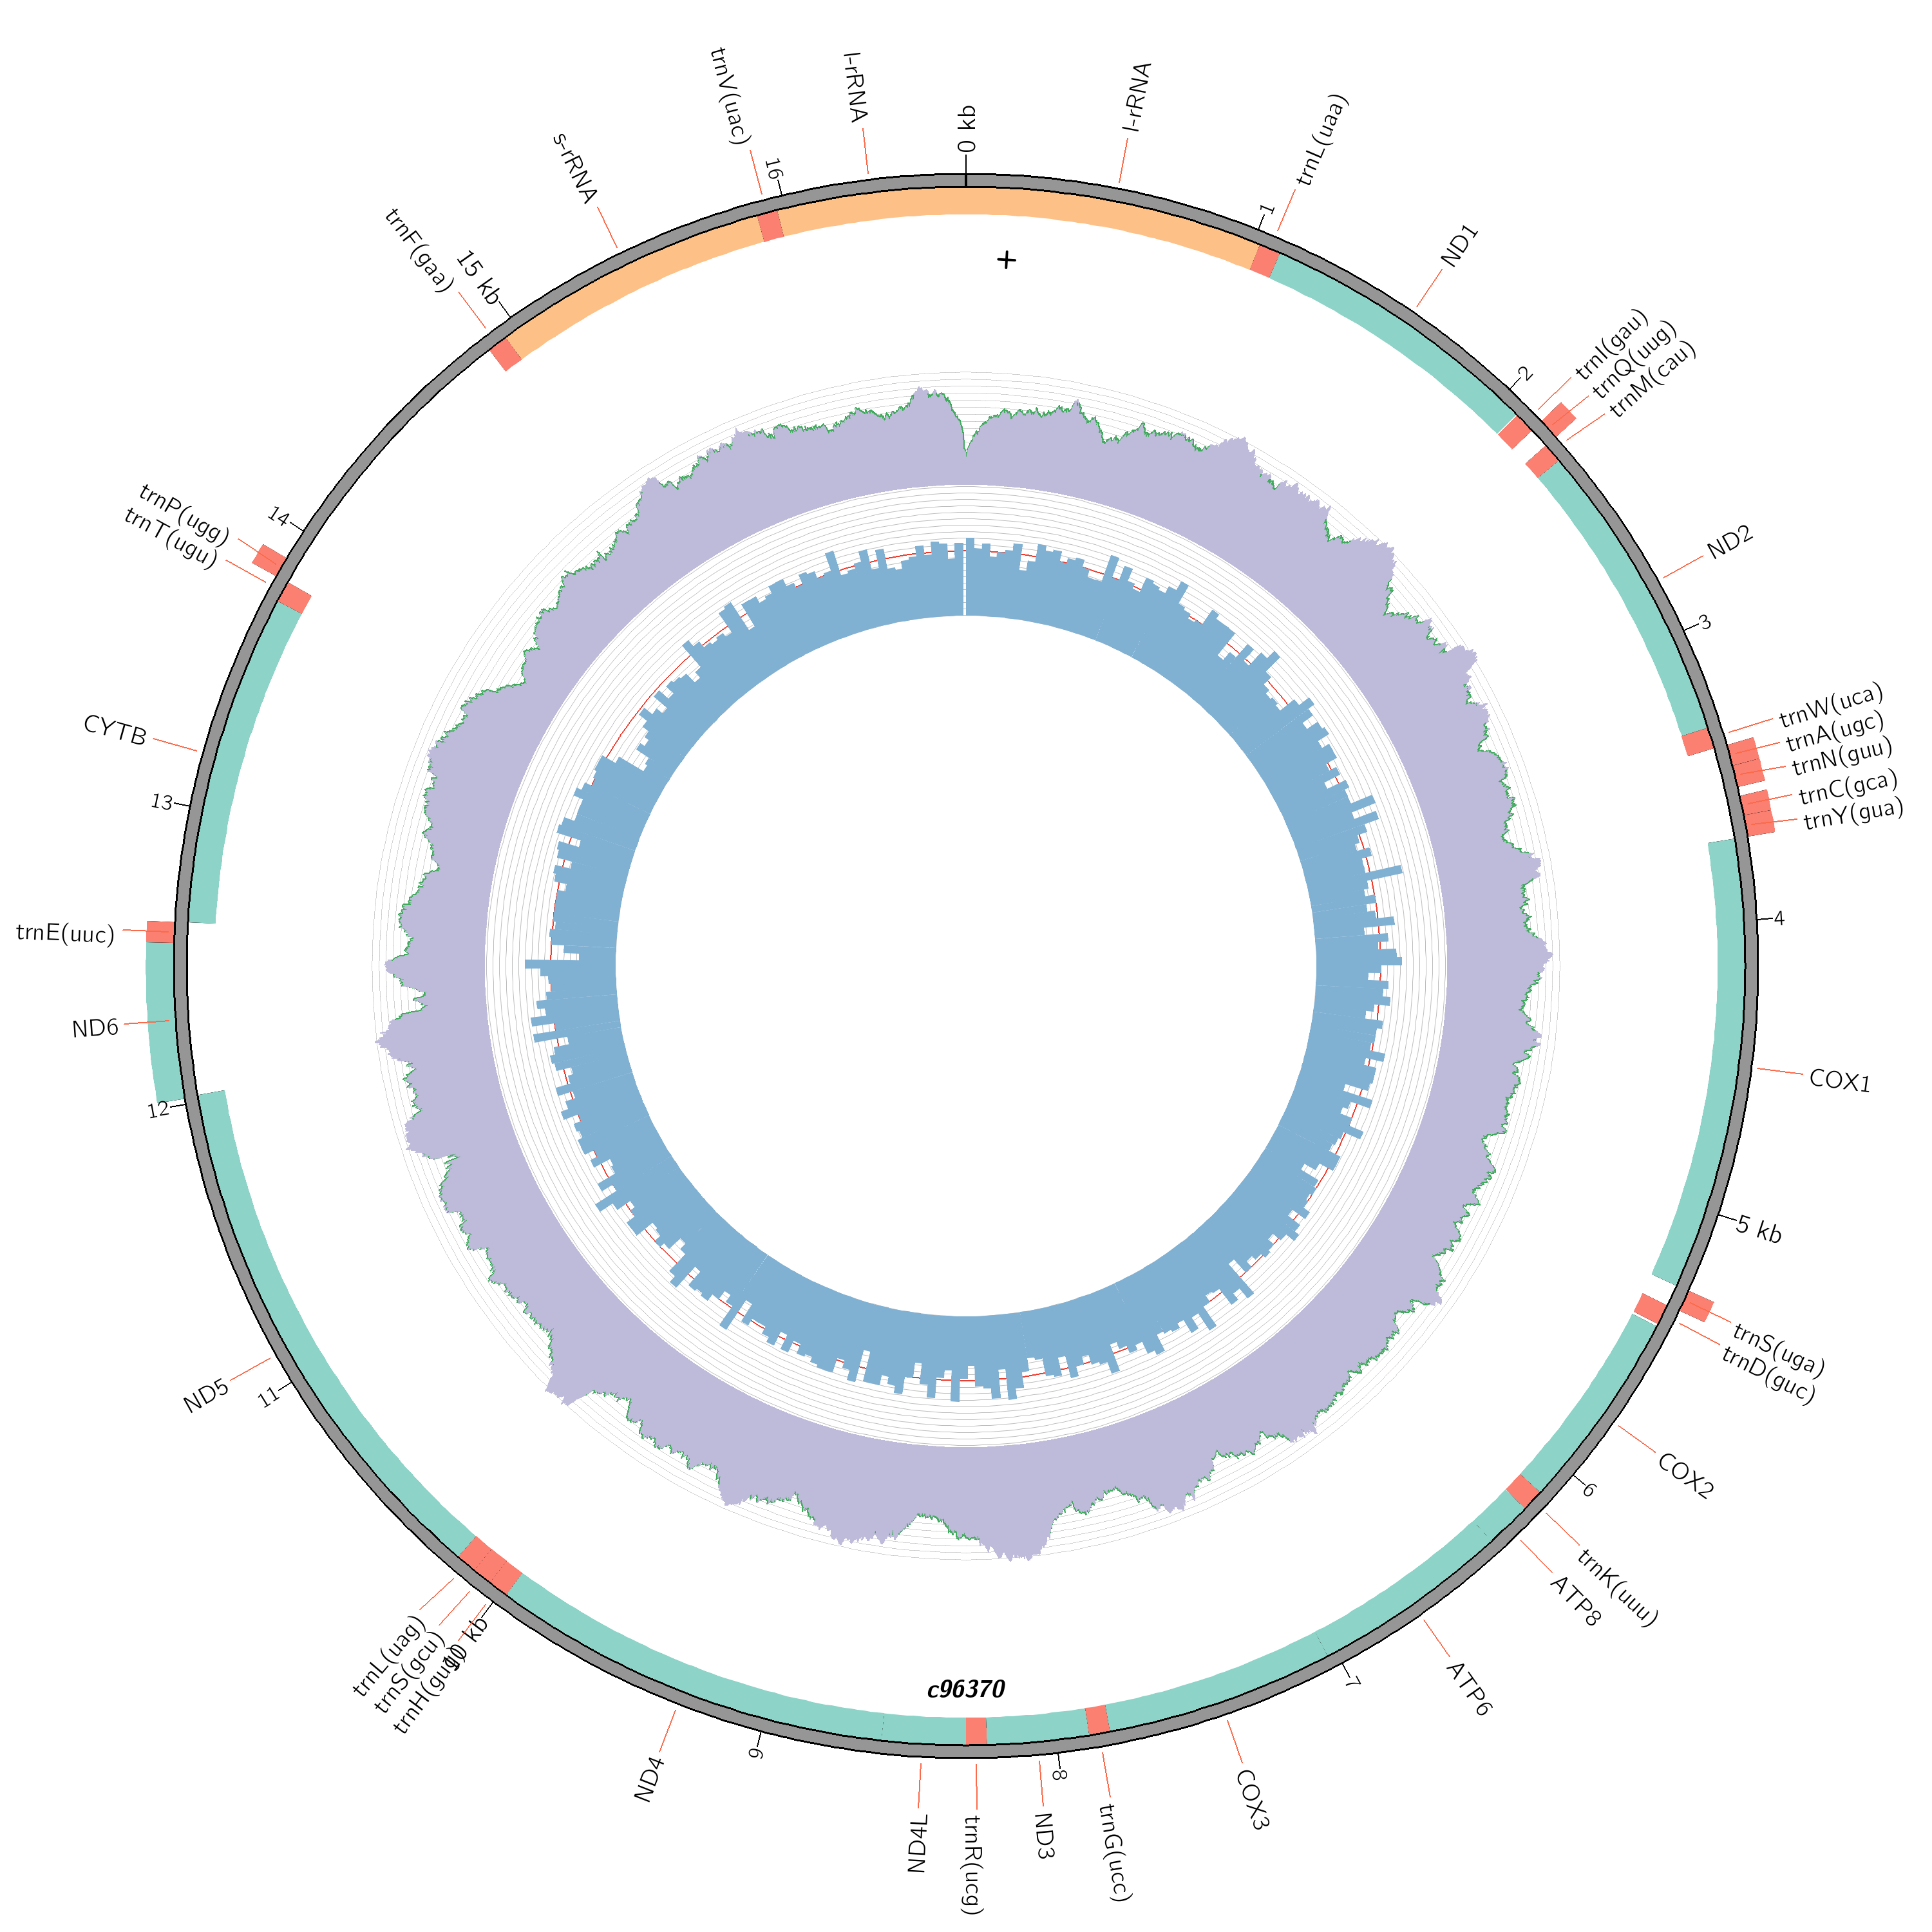 0 kb
l-rRNA
1
trnL(uaa)
ND1
2
trnI(gau)
trnQ(uug)
trnM(cau)
ND2
3
trnW(uca)
trnA(ugc)
trnN(guu)
trnC(gca)
trnY(gua)
4
COX1
5 kb
trnS(uga)
trnD(guc)
COX2
6
trnK(uuu)
ATP8
ATP6
7
COX3
trnG(ucc)
8
ND3
trnR(ucg)
ND4L
9
ND4
10 kb
trnH(gug)
trnS(gcu)
trnL(uag)
11
ND5
12
ND6
trnE(uuc)
13
CYTB
trnT(ugu)
trnP(ugg)
14
trnF(gaa)
15 kb
s-rRNA
trnV(uac)
16
l-rRNA
+
c96370